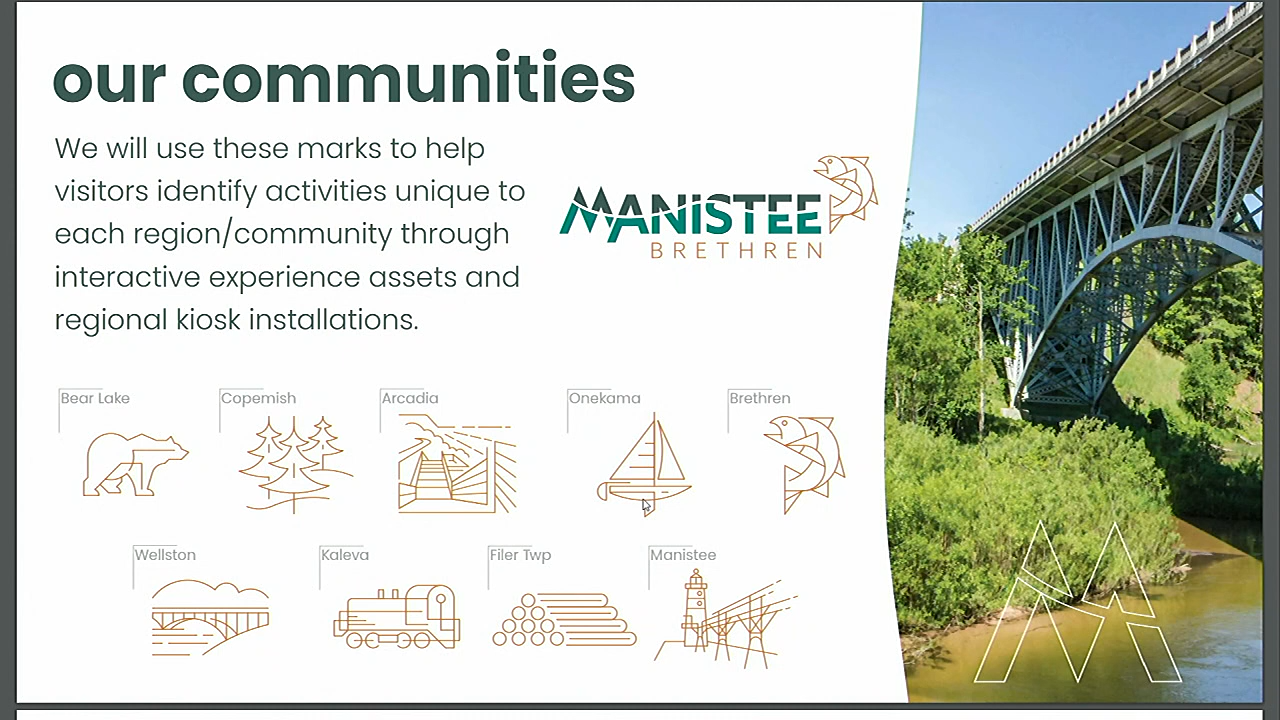 our communities
We will use these marks to help
visitors identify activities unique to
each region/community through
interactive experience assets and
regional kiosk installations.
MANISTEE
BRETHREN
Bear Lake
Copemish
Arcadia
Onekama
Brethren
Wellston
Kaleva
Filer Twp
Manistee